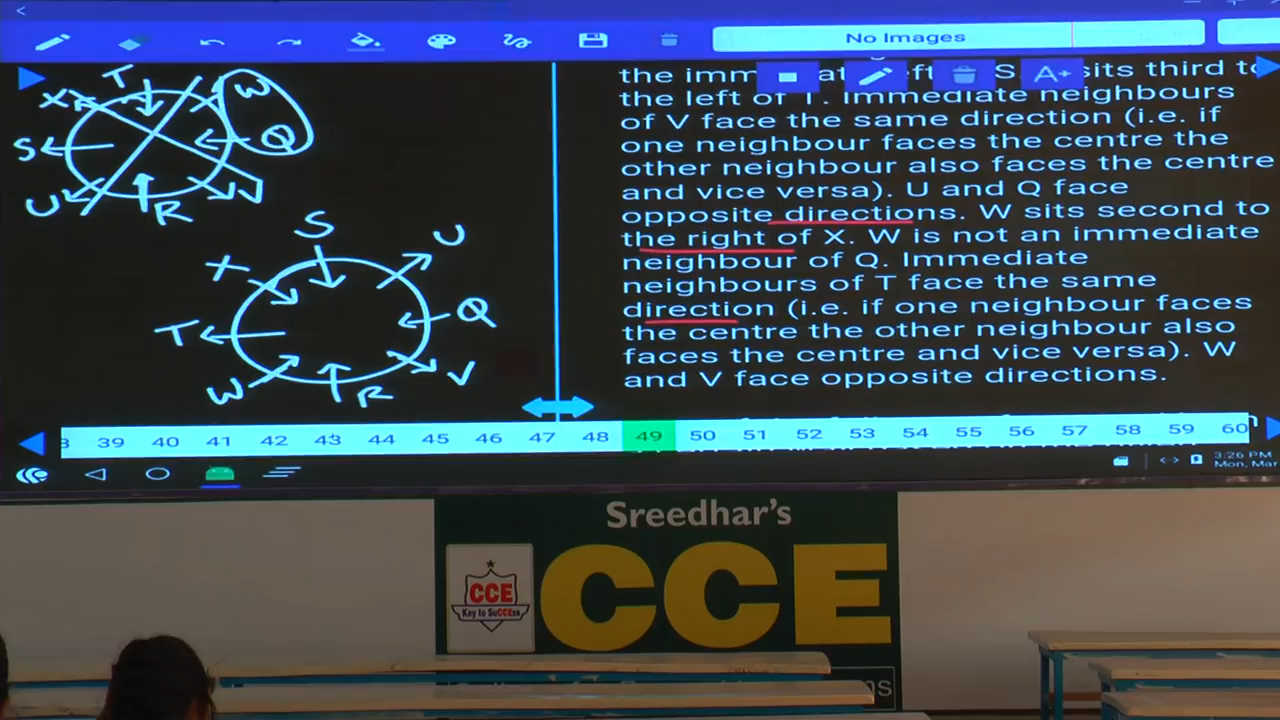 No Images
A+
the left of T. Immediate neighbours
of V face the same direction (i.e. if
one neighbour faces the centre the
other neighbour also faces the centre
and vice versa). U and Q face
opposite directions. W sits second to
the right of X. W is not an immediate
neighbour of Q. Immediate
neighbours of T face the same
direction (i.e. if one neighbour faces
the centre the other neighbour also
faces the centre and vice versa). W
and V face opposite directions.
T
W
X
Q
S
U
R
V
S
U
X
Q
T
V
W
R
39 40 41 42 43 44 45 46 47 48 49 50 51 52 53 54 55 56 57 58 59 60
3:26 PM
Mon, Mar
Sreedhar's
CCE
CCE
Key to SuCCEss